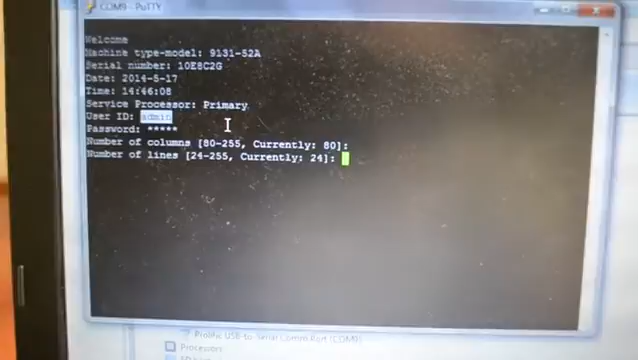 COM9 - PuTTY
Welcome
Machine type-model: 9131-52A
Serial number: 10E8C2G
Date: 2014-5-17
Time: 14:46:08
Service Processor: Primary
User ID: admin
Password: *****
Number of columns [80-255, Currently: 80]:
Number of lines [24-255, Currently: 24]:
Prolific USB-to-Serial Comm Port (COM9)
Processors